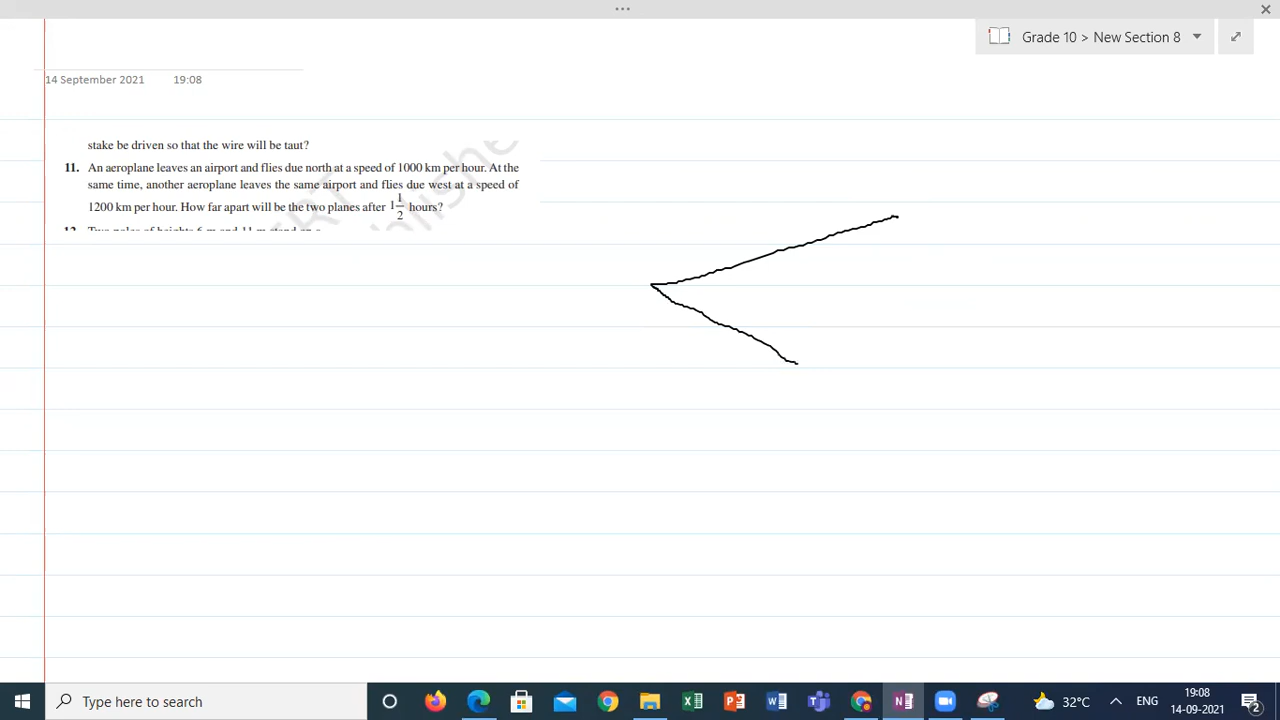 ...
Grade 10 > New Section 8
14 September 2021 19:08
stake be driven so that the wire will be taut?
11. An aeroplane leaves an airport and flies due north at a speed of 1000 km per hour. At the
same time, another aeroplane leaves the same airport and flies due west at a speed of
1200 km per hour. How far apart will be the two planes after 1 1/2 hours?
Type here to search
32°C
ENG
19:08
14-09-2021
2